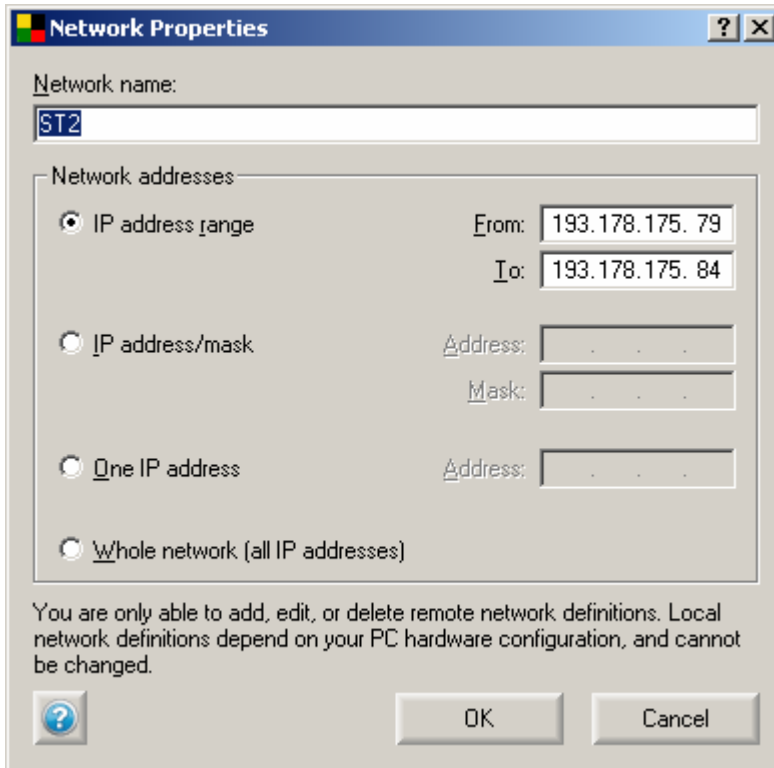 Network Properties
Network name:
ST2
Network addresses
IP address range From: 193.178.175. 79
To: 193.178.175. 84
IP address/mask Address: . . .
Mask: . . .
One IP address Address: . . .
Whole network (all IP addresses)
You are only able to add, edit, or delete remote network definitions. Local
network definitions depend on your PC hardware configuration, and cannot
be changed.
OK Cancel